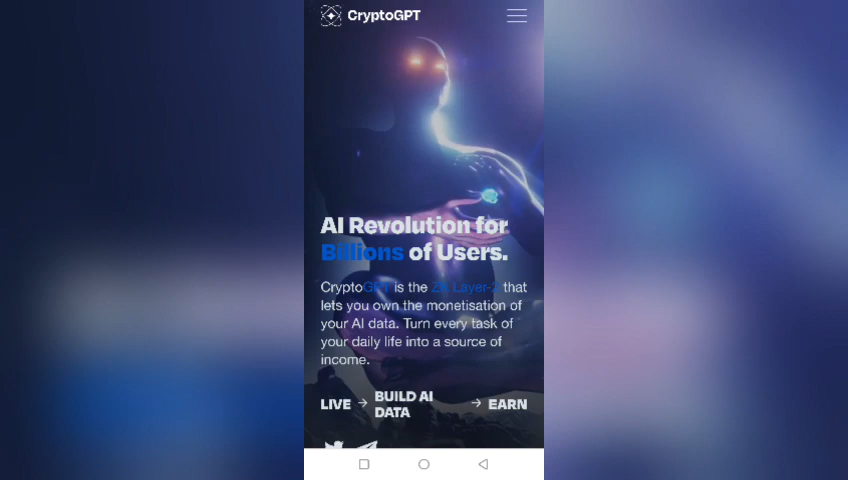 CryptoGPT
AI Revolution for
Billions of Users.
CryptoGPT is the ZK Layer-2 that
lets you own the monetisation of
your AI data. Turn every task of
your daily life into a source of
income.
LIVE → BUILD AI DATA → EARN